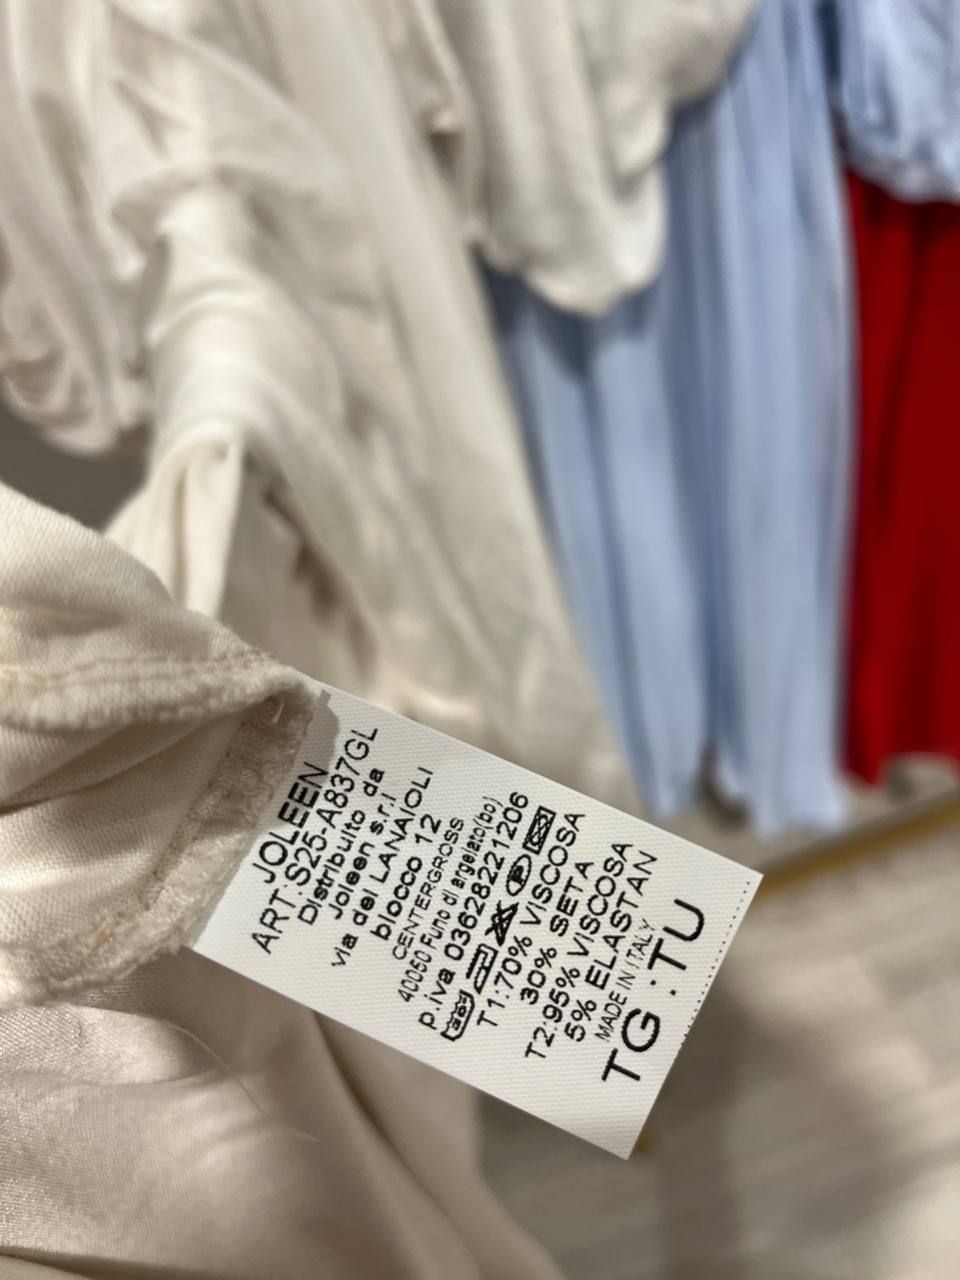 JOLEEN
ART:S25-A837GL
Distribuito da
Joleen s.r.l
via dei LANAIOLI
blocco 12
CENTERGROSS
40050 Funo di argelato(bo)
p.iva 03628221206
T1:70% VISCOSA
30% SETA
T2:95% VISCOSA
5% ELASTAN
MADE IN ITALY
TG :TU